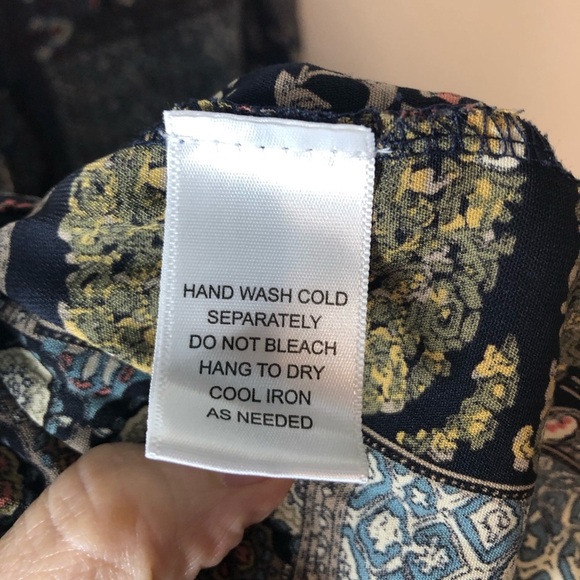 HAND WASH COLD
SEPARATELY
DO NOT BLEACH
HANG TO DRY
COOL IRON
AS NEEDED